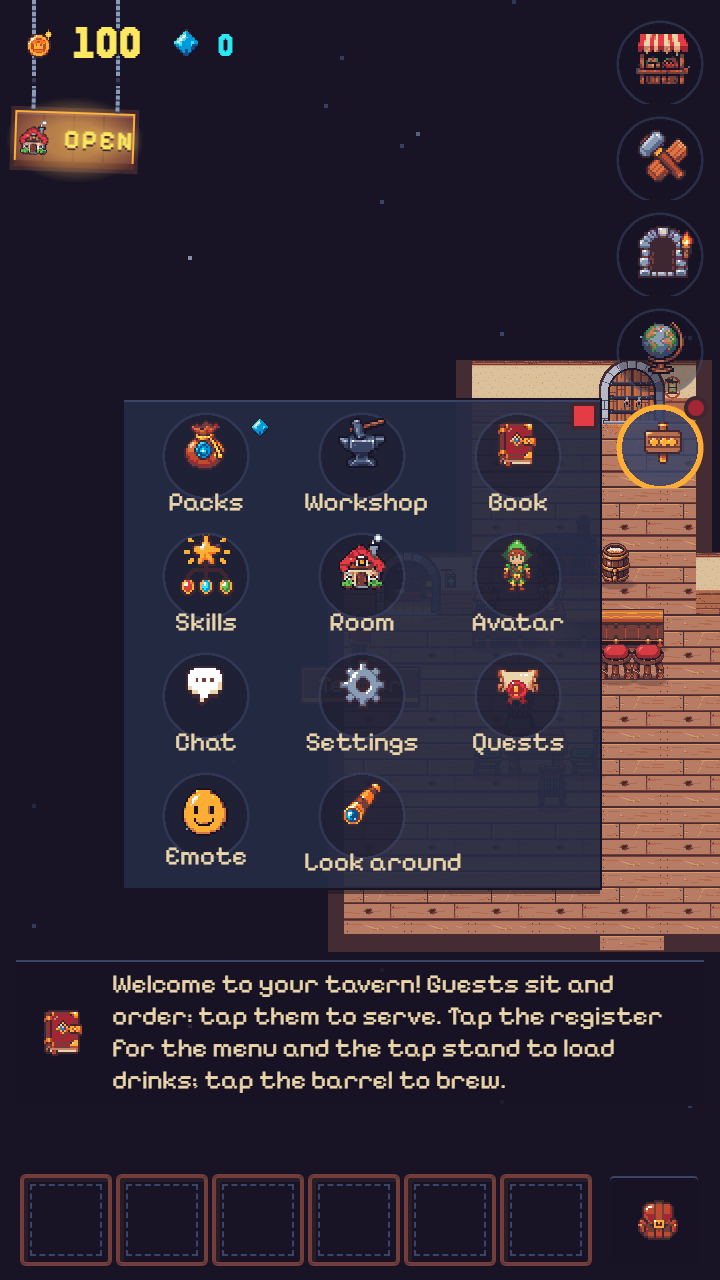 100
0
OPEN
Packs
Workshop
Book
Skills
Room
Avatar
Chat
Settings
Quests
Emote
Look around
Welcome to your tavern! Guests sit and
order: tap them to serve. Tap the register
for the menu and the tap stand to load
drinks; tap the barrel to brew.